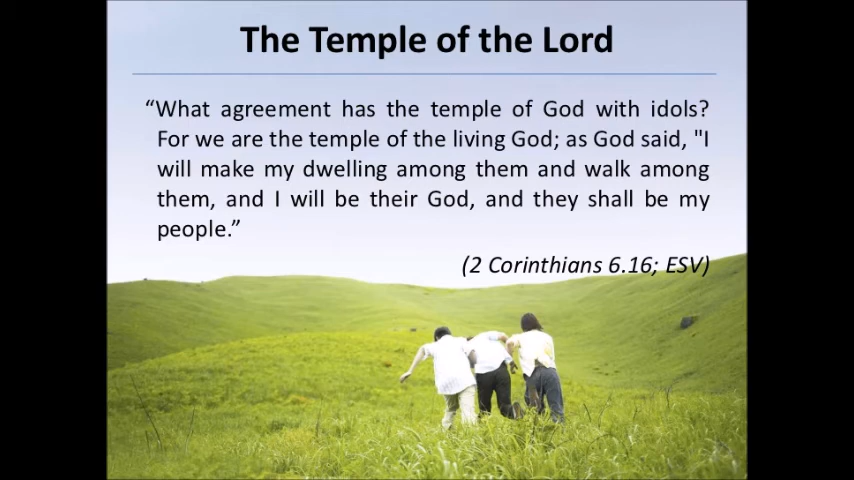 The Temple of the Lord
“What agreement has the temple of God with idols?
For we are the temple of the living God; as God said, "I
will make my dwelling among them and walk among
them, and I will be their God, and they shall be my
people.”
(2 Corinthians 6.16; ESV)